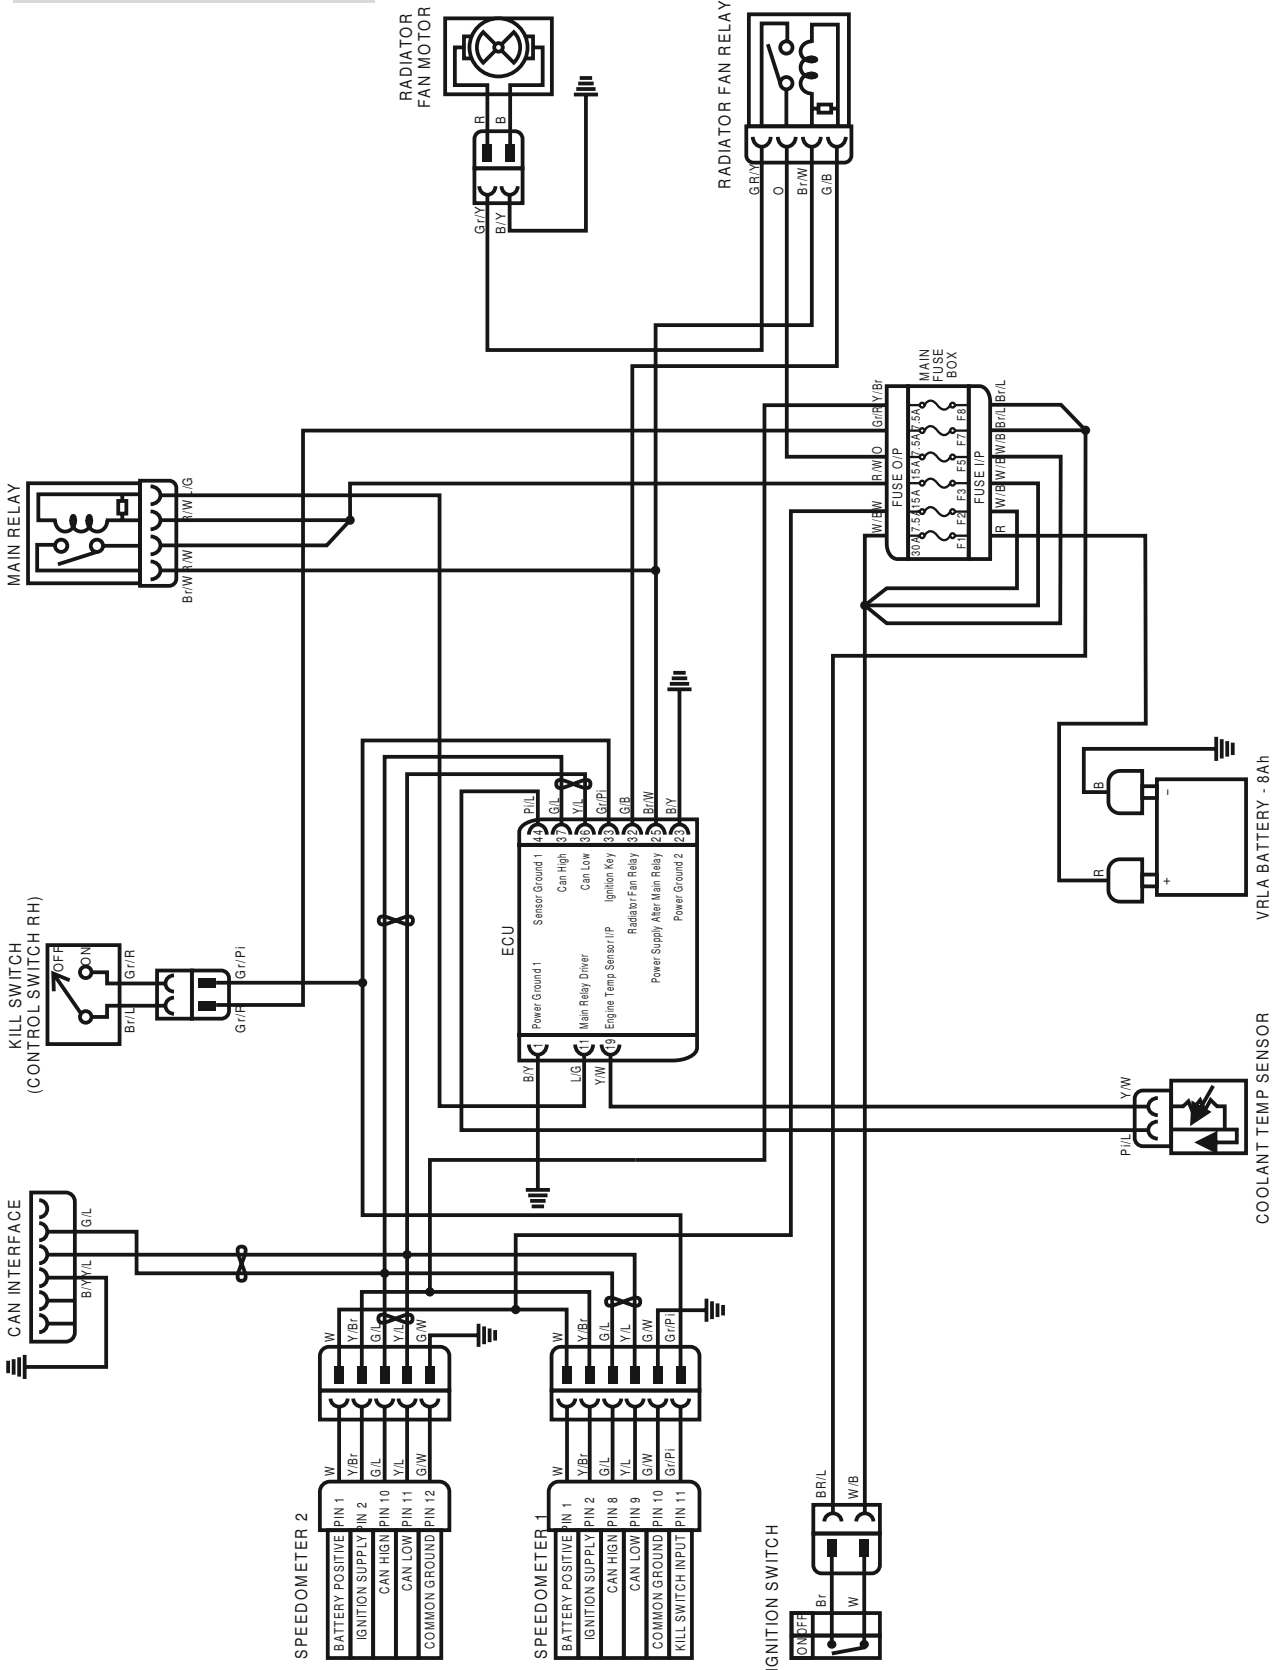 RADIATOR
FAN MOTOR
R
B
Gr/Y
B/Y
RADIATOR FAN RELAY
GR/Y
O
Br/W
G/B
MAIN RELAY
L/G
R/W
R/W
Br/W
MAIN
FUSE
BOX
Y/Br
Gr/R
O
R/W
W
W/B
FUSE O/P
7.5A
7.5A
15A
15A
7.5A
30A
F8
F7
F5
F3
F2
F1
FUSE I/P
Br/L
Br/L
W/B
W/B
W/B
R
KILL SWITCH
(CONTROL SWITCH RH)
OFF
ON
Gr/R
Br/L
Gr/Pi
Gr/R
ECU
Pi/L
G/L
Y/L
Gr/Pi
G/B
Br/W
B/Y
44
37
36
33
32
25
23
Sensor Ground 1
Can High
Can Low
Ignition Key
Radiator Fan Relay
Power Supply After Main Relay
Power Ground 2
Power Ground 1
Main Relay Driver
Engine Temp Sensor I/P
1
11
19
B/Y
L/G
Y/W
VRLA BATTERY - 8Ah
B
R
-
+
COOLANT TEMP SENSOR
Y/W
Pi/L
CAN INTERFACE
G/L
Y/L
B/Y
SPEEDOMETER 2
W
Y/Br
G/L
Y/L
G/W
W
Y/Br
G/L
Y/L
G/W
BATTERY POSITIVE PIN 1
IGNITION SUPPLY PIN 2
CAN HIGN PIN 10
CAN LOW PIN 11
COMMON GROUND PIN 12
SPEEDOMETER 1
W
Y/Br
G/L
Y/L
G/W
Gr/Pi
W
Y/Br
G/L
Y/L
G/W
Gr/Pi
BATTERY POSITIVE PIN 1
IGNITION SUPPLY PIN 2
CAN HIGN PIN 8
CAN LOW PIN 9
COMMON GROUND PIN 10
KILL SWITCH INPUT PIN 11
IGNITION SWITCH
BR/L
W/B
Br
W
ON
OFF